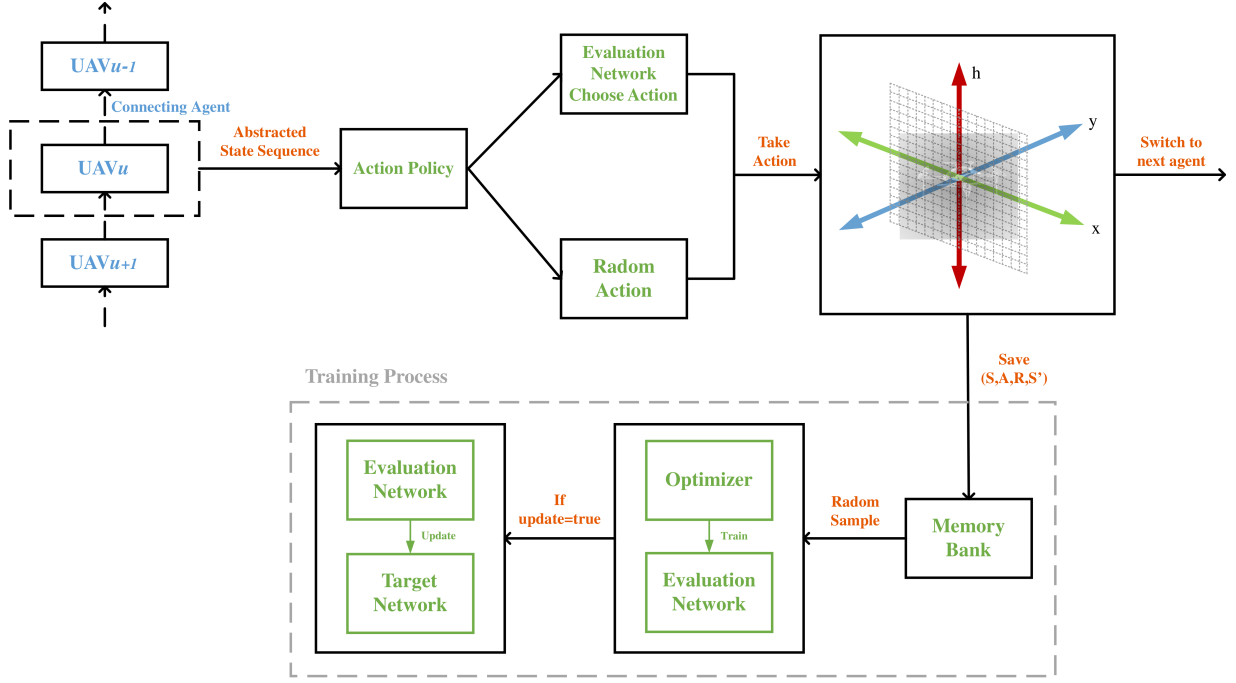 UAVu-1
Connecting Agent
UAVu
UAVu+1
Abstracted
State Sequence
Action Policy
Evaluation
Network
Choose Action
Radom
Action
Take
Action
h
y
x
Switch to
next agent
Save
(S,A,R,S’)
Training Process
Evaluation
Network
Update
Target
Network
If
update=true
Optimizer
Train
Evaluation
Network
Radom
Sample
Memory
Bank